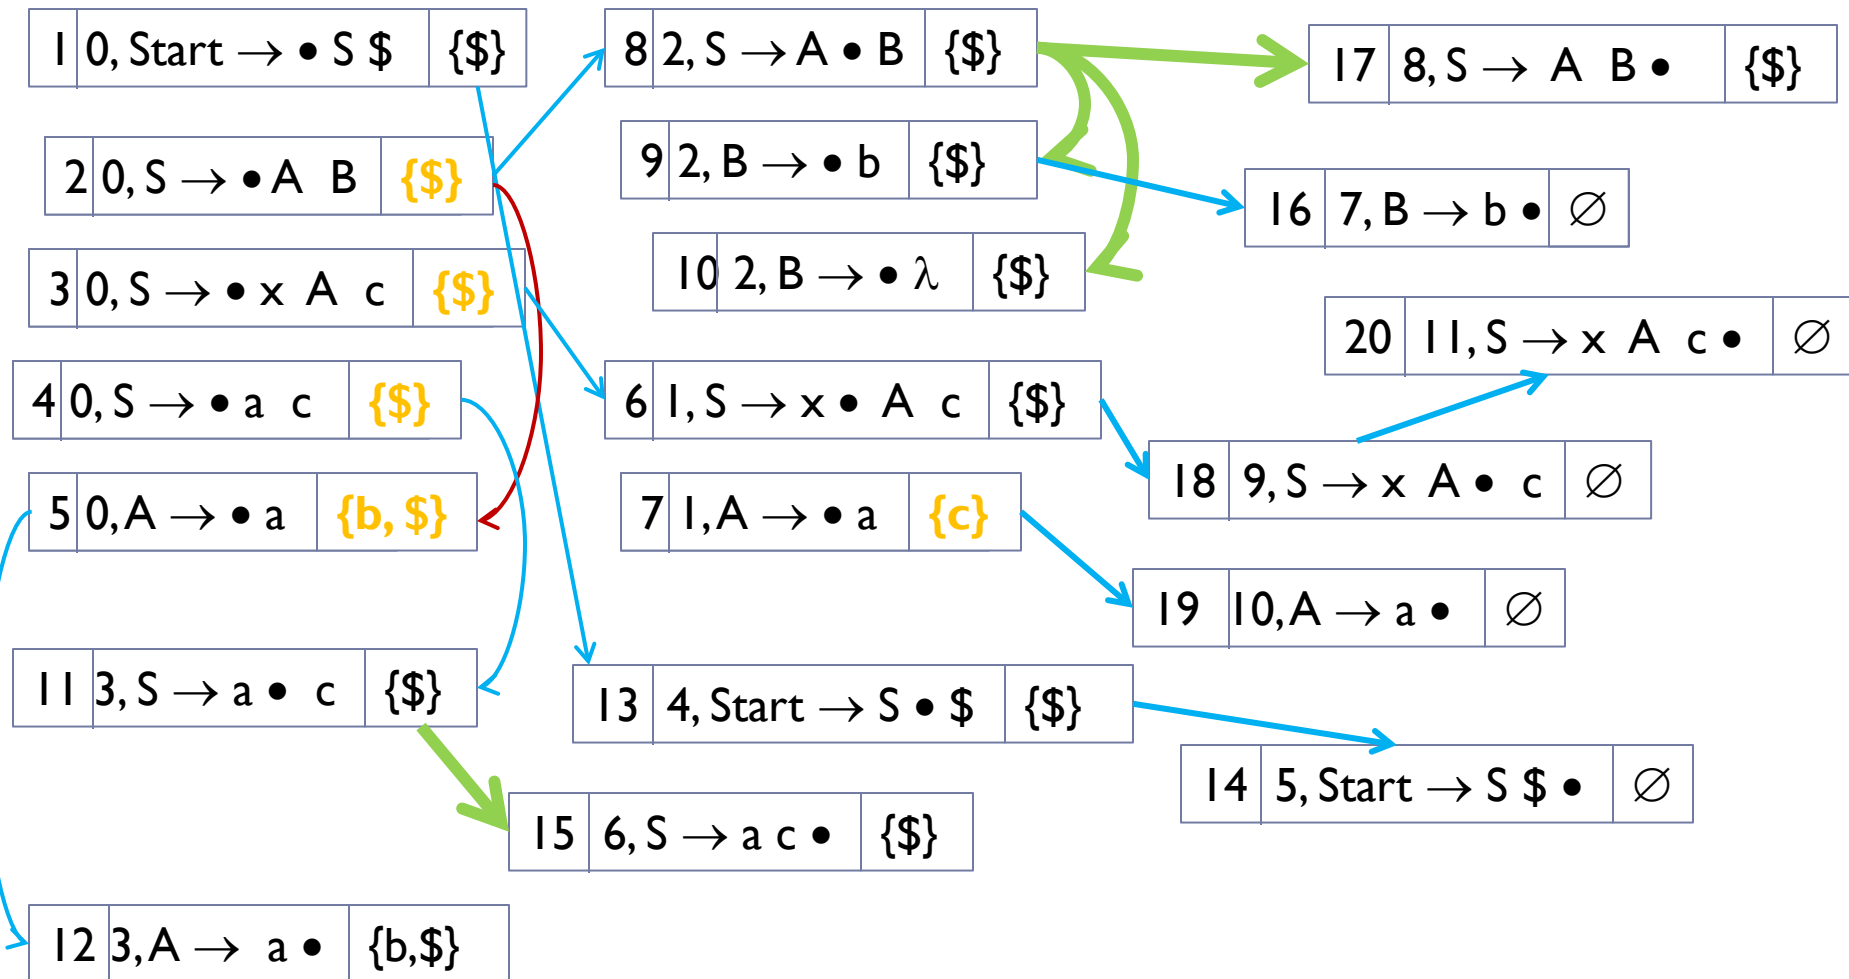 1 0, Start → • S $ {$}
2 0, S → • A B {$}
3 0, S → • x A c {$}
4 0, S → • a c {$}
5 0, A → • a {b, $}
11 3, S → a • c {$}
12 3, A → a • {b,$}
8 2, S → A • B {$}
9 2, B → • b {$}
10 2, B → • λ {$}
6 1, S → x • A c {$}
7 1, A → • a {c}
13 4, Start → S • $ {$}
15 6, S → a c • {$}
17 8, S → A B • {$}
16 7, B → b • ∅
20 11, S → x A c • ∅
18 9, S → x A • c ∅
19 10, A → a • ∅
14 5, Start → S $ • ∅